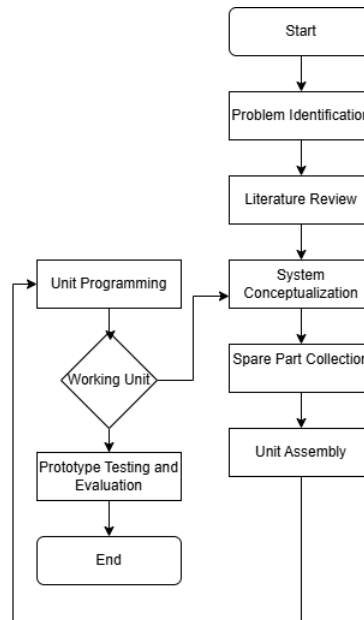 Start
Problem Identification
Literature Review
System
Conceptualization
Spare Part Collection
Unit Assembly
Unit Programming
Working Unit
Prototype Testing and
Evaluation
End